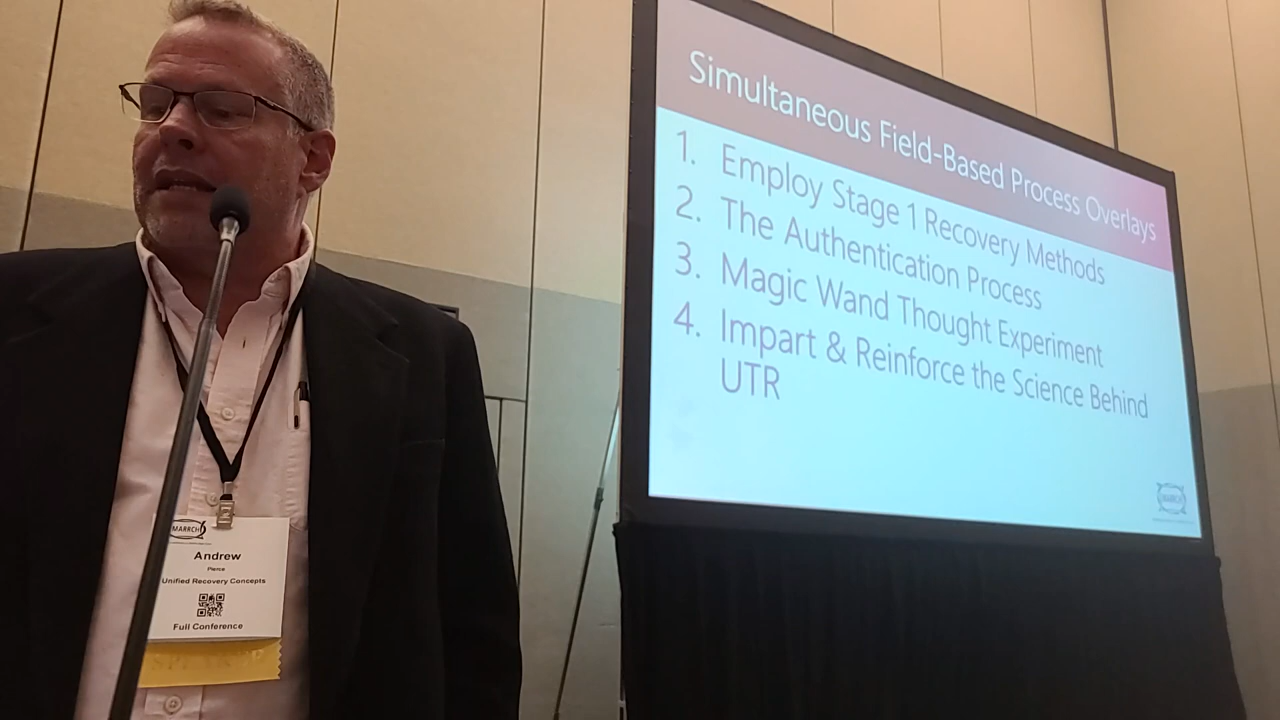 Simultaneous Field-Based Process Overlays
1. Employ Stage 1 Recovery Methods
2. The Authentication Process
3. Magic Wand Thought Experiment
4. Impart & Reinforce the Science Behind
UTR
MARRCH
Andrew
Pierce
Unified Recovery Concepts
Full Conference